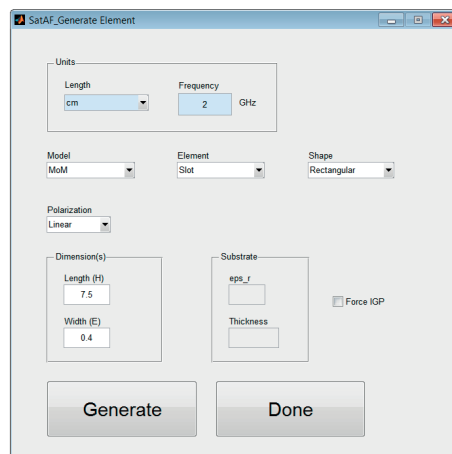 SatAF_Generate Element
Units
Length Frequency
cm 2 GHz
Model Element Shape
MoM Slot Rectangular
Polarization
Linear
Dimension(s) Substrate
Length (H) eps_r
7.5
Force IGP
Width (E) Thickness
0.4
Generate Done